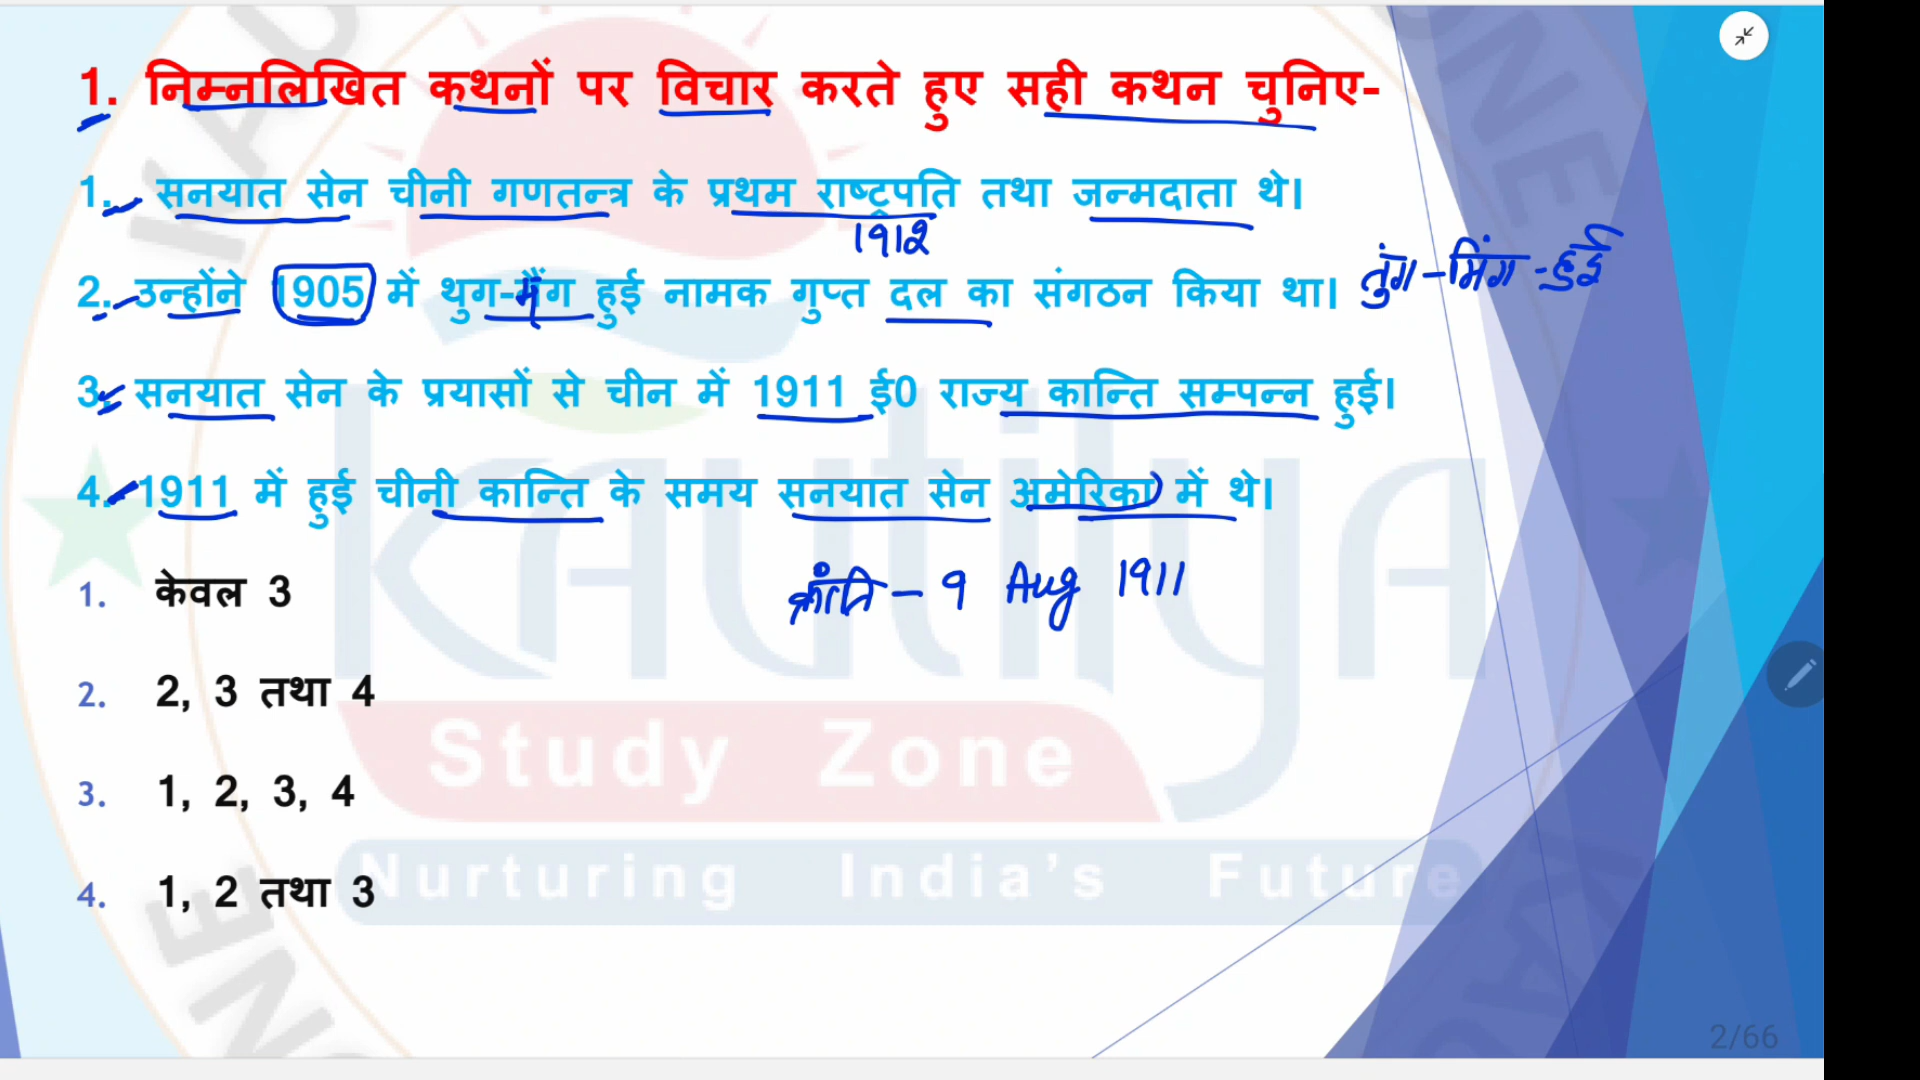 1. निम्नलिखित कथनों पर विचार करते हुए सही कथन चुनिए-
1. सनयात सेन चीनी गणतन्त्र के प्रथम राष्ट्रपति तथा जन्मदाता थे।
1912
2. उन्होंने 1905 में थुग-मैंग हुई नामक गुप्त दल का संगठन किया था। तुंग-मिंग-हुई
3. सनयात सेन के प्रयासों से चीन में 1911 ई0 राज्य कान्ति सम्पन्न हुई।
4. 1911 में हुई चीनी कान्ति के समय सनयात सेन अमेरिका में थे।
क्रांति - 9 Aug 1911
1. केवल 3
2. 2, 3 तथा 4
3. 1, 2, 3, 4
4. 1, 2 तथा 3
Kautilya
Study Zone
Nurturing India's Future
2/66